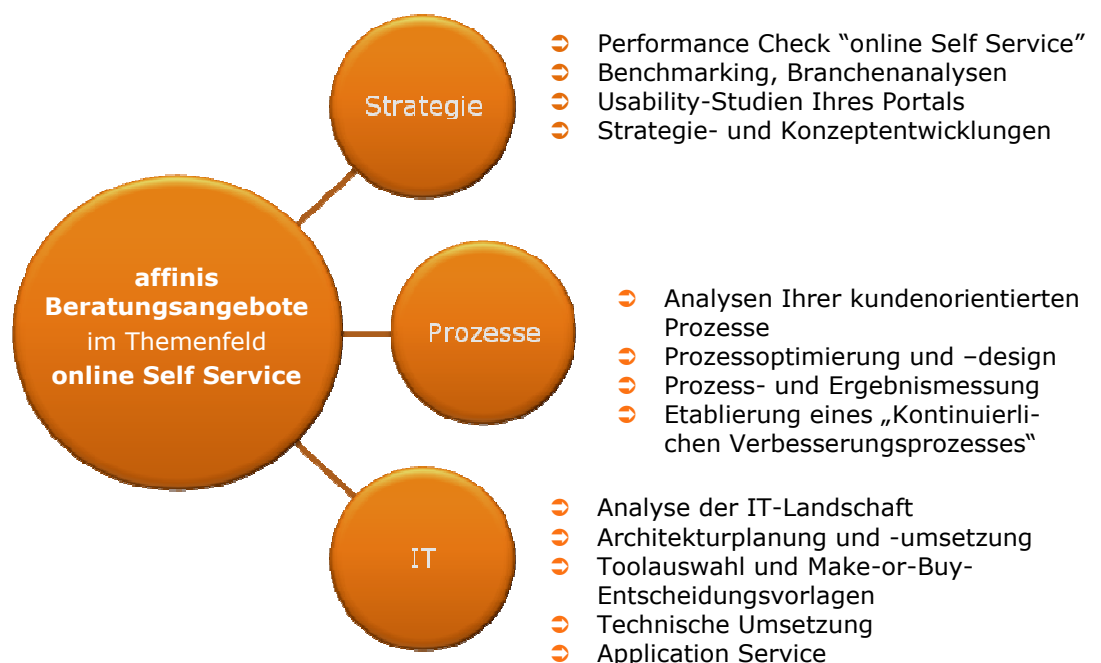 Strategie
Performance Check “online Self Service”
Benchmarking, Branchenanalysen
Usability-Studien Ihres Portals
Strategie- und Konzeptentwicklungen
affinis
Beratungsangebote
im Themenfeld
online Self Service
Prozesse
Analysen Ihrer kundenorientierten
Prozesse
Prozessoptimierung und –design
Prozess- und Ergebnismessung
Etablierung eines „Kontinuierli-
chen Verbesserungsprozesses“
IT
Analyse der IT-Landschaft
Architekturplanung und -umsetzung
Toolauswahl und Make-or-Buy-
Entscheidungsvorlagen
Technische Umsetzung
Application Service